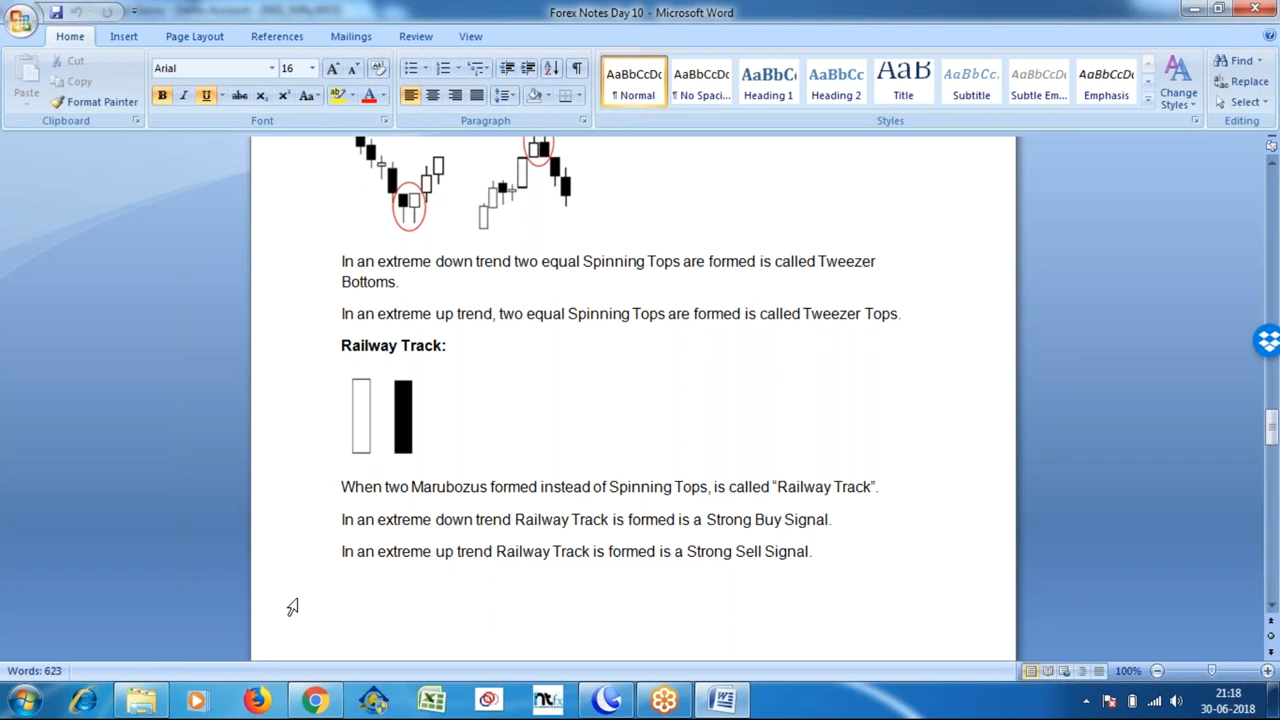 Forex Notes Day 10 - Microsoft Word
Home Insert Page Layout References Mailings Review View
Paste
Cut
Copy
Format Painter
Clipboard
Arial 16
B I U abc X₂ X² Aa
Font
Paragraph
AaBbCcDc AaBbCcDc AaBbC AaBbCc AaB AaBbCc. AaBbCcDc AaBbCcDc
¶ Normal ¶ No Spaci... Heading 1 Heading 2 Title Subtitle Subtle Em... Emphasis
Change
Styles
Styles
Find
Replace
Select
Editing
In an extreme down trend two equal Spinning Tops are formed is called Tweezer
Bottoms.
In an extreme up trend, two equal Spinning Tops are formed is called Tweezer Tops.
Railway Track:
When two Marubozus formed instead of Spinning Tops, is called “Railway Track”.
In an extreme down trend Railway Track is formed is a Strong Buy Signal.
In an extreme up trend Railway Track is formed is a Strong Sell Signal.
Words: 623
100%
ntfx
21:18
30-06-2018